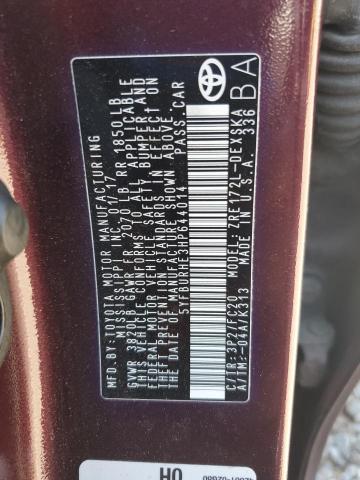 MFD.BY: TOYOTA MOTOR MANUFACTURING
MISSISSIPPI, INC. 01/17
GVWR 3820LB GAWR FR 2070LB RR 1850LB
THIS VEHICLE CONFORMS TO ALL APPLICABLE
FEDERAL MOTOR VEHICLE SAFETY, BUMPER AND
THEFT PREVENTION STANDARDS IN EFFECT ON
THE DATE OF MANUFACTURE SHOWN ABOVE.
5YFBURHE3HP644014 PASS.CAR
C/TR:3P2/FC20 MODEL: ZRE172L-DEXSKA
A/TM:-04A/K313 MADE IN U.S.A. 336
BA
TOYOTA
0H